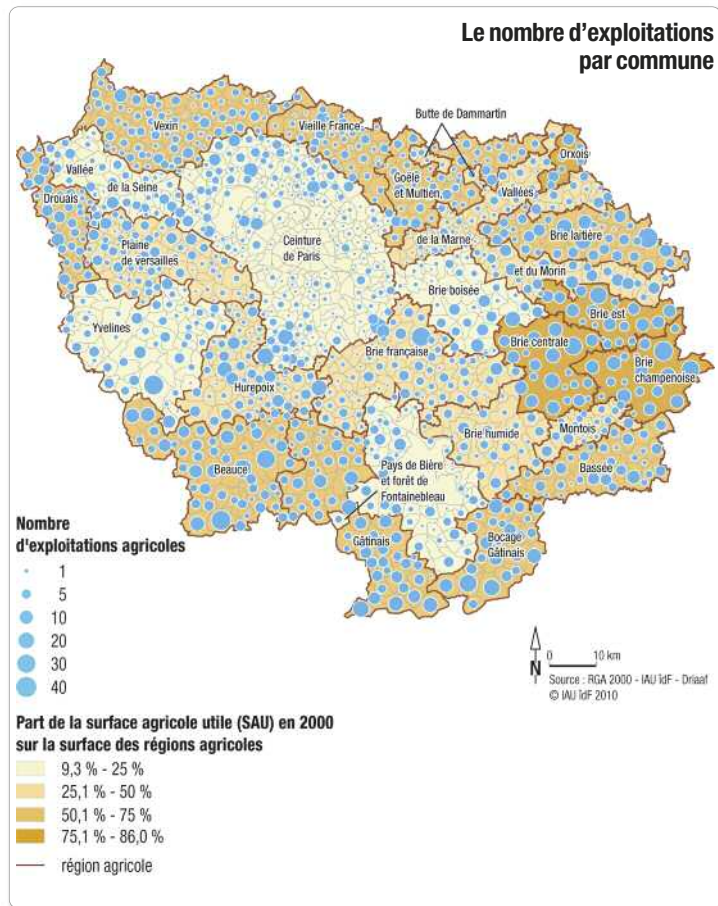 Le nombre d'exploitations
par commune
Butte de Dammartin
Vexin
Vieille France
Orxois
Vallée
de la Seine
Goële
et Multien
Vallées
Drouais
Ceinture
de Paris
de la Marne
Brie laitière
Plaine
de versailles
et du Morin
Brie boisée
Yvelines
Brie est
Brie centrale
Brie française
Brie
champenoise
Hurepoix
Brie humide
Montois
Beauce
Pays de Bière
et forêt de
Fontainebleau
Bassée
Gâtinais
Bocage
Gâtinais
Nombre
d'exploitations agricoles
1
5
10
20
30
40
N
0 10 km
Source : RGA 2000 - IAU îdF - Driaaf
© IAU îdF 2010
Part de la surface agricole utile (SAU) en 2000
sur la surface des régions agricoles
9,3 % - 25 %
25,1 % - 50 %
50,1 % - 75 %
75,1 % - 86,0 %
région agricole